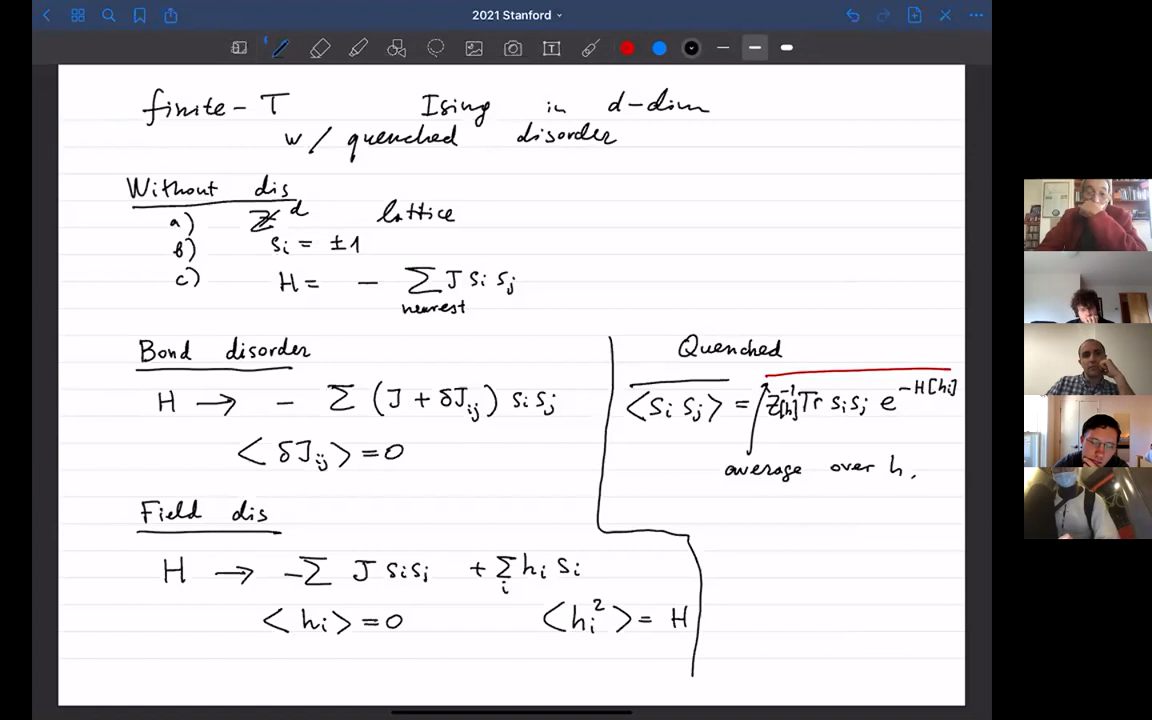 2021 Stanford
finite-T Ising in d-dim
w/ quenched disorder
Without dis
a) Z^d lattice
b) s_i = ±1
c) H = - ∑ J s_i s_j
nearest
Bond disorder
H → - ∑ (J + δJ_ij) s_i s_j
< δJ_ij > = 0
Quenched
<s_i s_j> = Z^{-1}[h] Tr s_i s_j e^{-H[h_i]}
average over h.
Field dis
H → -∑ J s_i s_j + ∑_i h_i s_i
< h_i > = 0 <h_i^2> = H